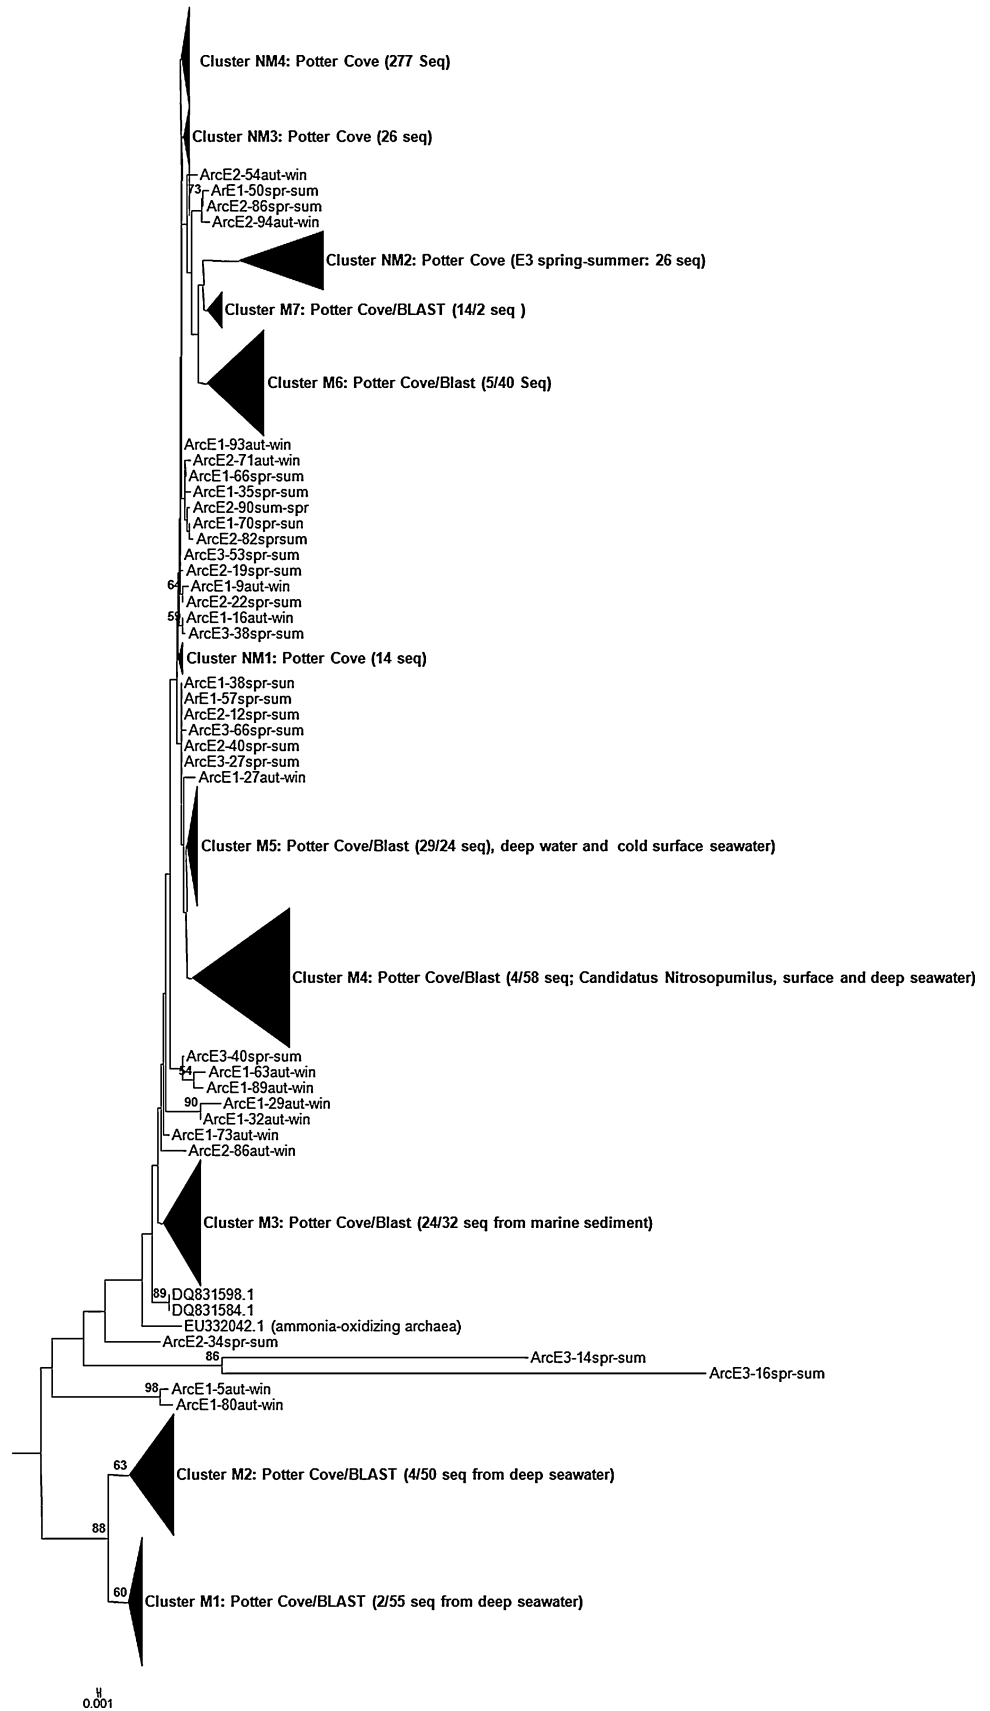 Cluster NM4: Potter Cove (277 Seq)
Cluster NM3: Potter Cove (26 seq)
ArcE2-54aut-win
73
ArE1-50spr-sum
ArcE2-86spr-sum
ArcE2-94aut-win
Cluster NM2: Potter Cove (E3 spring-summer: 26 seq)
Cluster M7: Potter Cove/BLAST (14/2 seq )
Cluster M6: Potter Cove/Blast (5/40 Seq)
ArcE1-93aut-win
ArcE2-71aut-win
ArcE1-66spr-sum
ArcE1-35spr-sum
ArcE2-90sum-spr
ArcE1-70spr-sun
ArcE2-82sprsum
ArcE3-53spr-sum
ArcE2-19spr-sum
64
ArcE1-9aut-win
ArcE2-22spr-sum
59
ArcE1-16aut-win
ArcE3-38spr-sum
Cluster NM1: Potter Cove (14 seq)
ArcE1-38spr-sun
ArE1-57spr-sum
ArcE2-12spr-sum
ArcE3-66spr-sum
ArcE2-40spr-sum
ArcE3-27spr-sum
ArcE1-27aut-win
Cluster M5: Potter Cove/Blast (29/24 seq), deep water and cold surface seawater)
Cluster M4: Potter Cove/Blast (4/58 seq; Candidatus Nitrosopumilus, surface and deep seawater)
ArcE3-40spr-sum
54
ArcE1-63aut-win
ArcE1-89aut-win
90
ArcE1-29aut-win
ArcE1-32aut-win
ArcE1-73aut-win
ArcE2-86aut-win
Cluster M3: Potter Cove/Blast (24/32 seq from marine sediment)
89
DQ831598.1
DQ831584.1
EU332042.1 (ammonia-oxidizing archaea)
ArcE2-34spr-sum
86
ArcE3-14spr-sum
ArcE3-16spr-sum
98
ArcE1-5aut-win
ArcE1-80aut-win
63
Cluster M2: Potter Cove/BLAST (4/50 seq from deep seawater)
88
60
Cluster M1: Potter Cove/BLAST (2/55 seq from deep seawater)
0.001